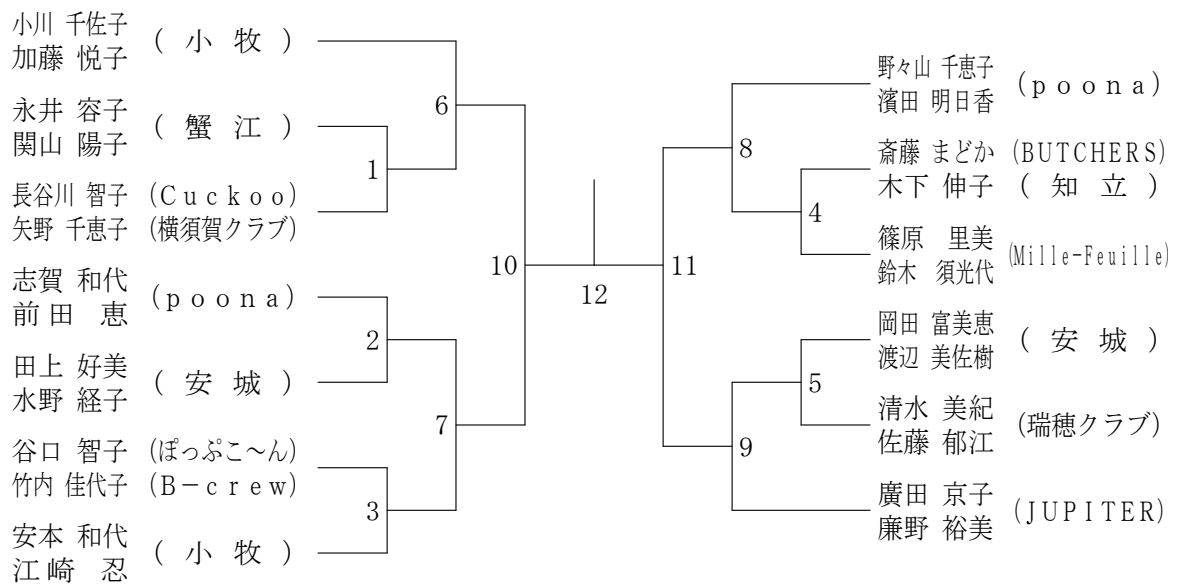 小川 千佐子
加藤 悦子
( 小 牧 )
永井 容子
関山 陽子
( 蟹 江 )
長谷川 智子 (Cuckoo)
矢野 千恵子 (横須賀クラブ)
志賀 和代
前田 恵
(poona)
田上 好美
水野 経子
( 安 城 )
谷口 智子 (ぽっぷこ～ん)
竹内 佳代子 (B－crew)
安本 和代
江崎 忍
( 小 牧 )
6
1
10
2
7
3
12
11
8
4
5
9
野々山 千恵子
濱田 明日香
(poona)
斎藤 まどか (BUTCHERS)
木下 伸子 ( 知 立 )
篠原 里美
鈴木 須光代
(Mille-Feuille)
岡田 富美恵
渡辺 美佐樹
( 安 城 )
清水 美紀
佐藤 郁江
(瑞穂クラブ)
廣田 京子
廉野 裕美
(JUPITER)